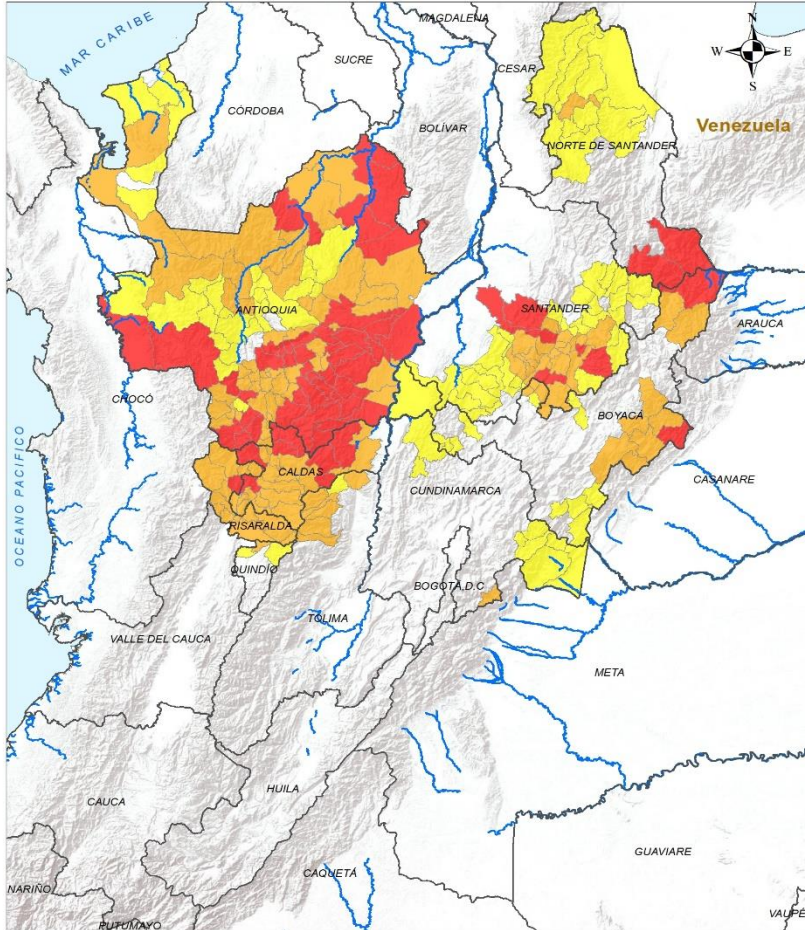 MAGDALENA
MAR CARIBE
SUCRE
CESAR
N
W E
S
CÓRDOBA
BOLÍVAR
Venezuela
NORTE DE SANTANDER
ANTIOQUIA
SANTANDER
ARAUCA
CHOCÓ
BOYACÁ
OCEANO PACIFICO
CALDAS
CUNDINAMARCA
CASANARE
RISARALDA
QUINDÍO
BOGOTÁ,D.C
TOLIMA
VALLE DEL CAUCA
META
HUILA
CAUCA
GUAVIARE
CAQUETÁ
NARIÑO
PUTUMAYO
VAUPÉ